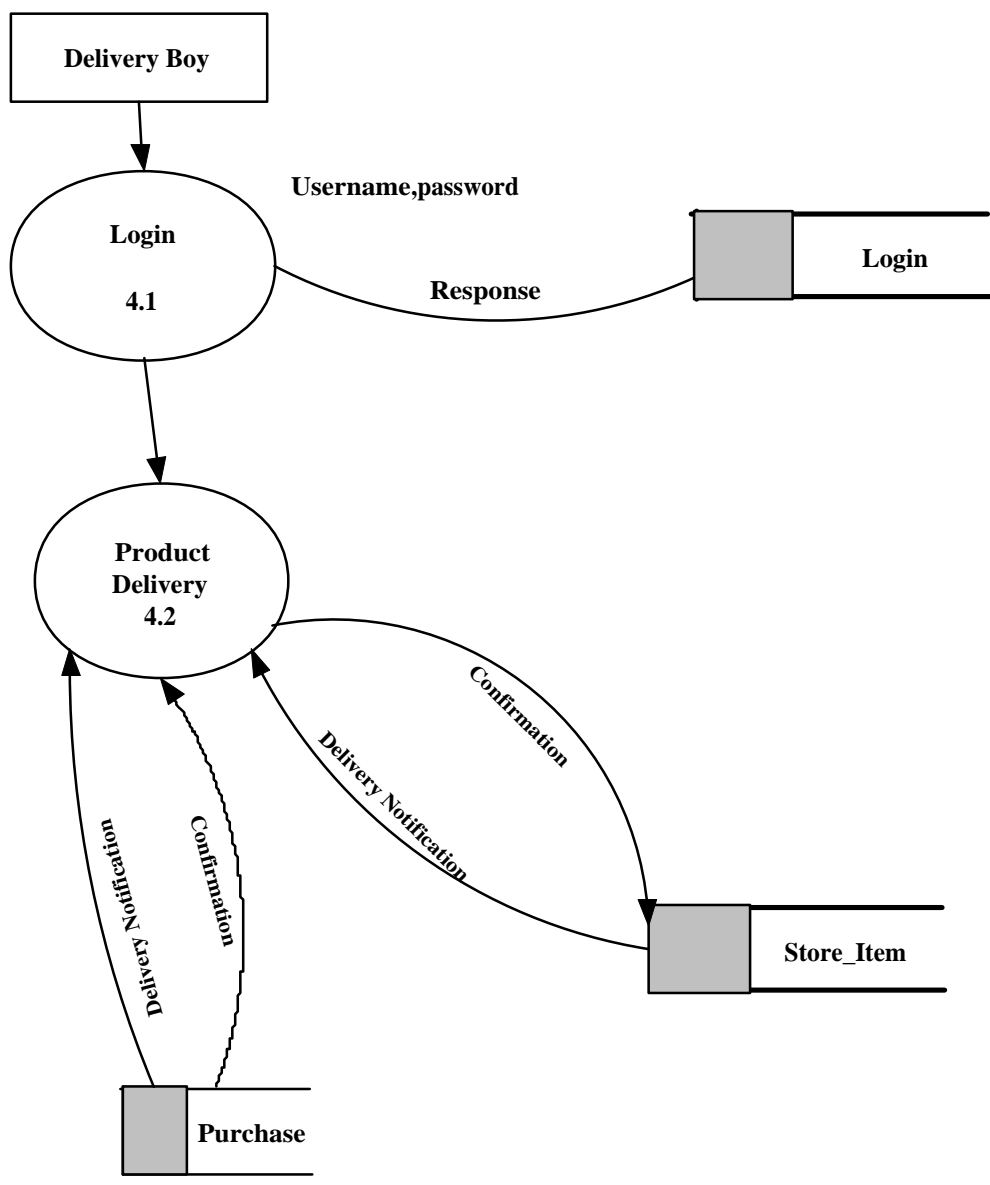 Delivery Boy
Username,password
Login
4.1
Response
Login
Product
Delivery
4.2
Confirmation
Delivery Notification
Delivery Notification
Confirmation
Store_Item
Purchase